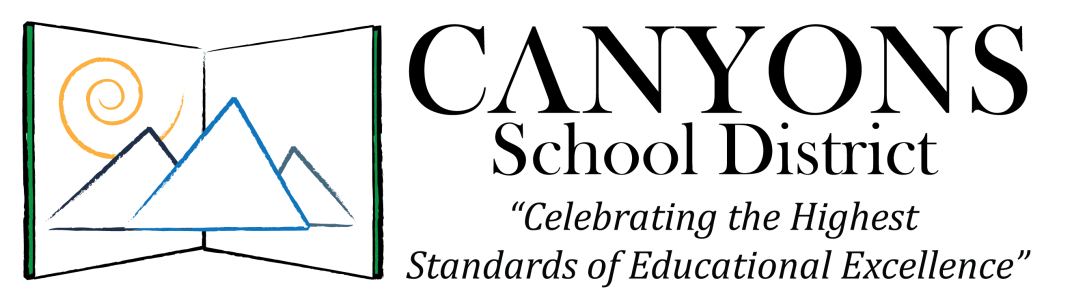 CANYONS
School District
“Celebrating the Highest
Standards of Educational Excellence”